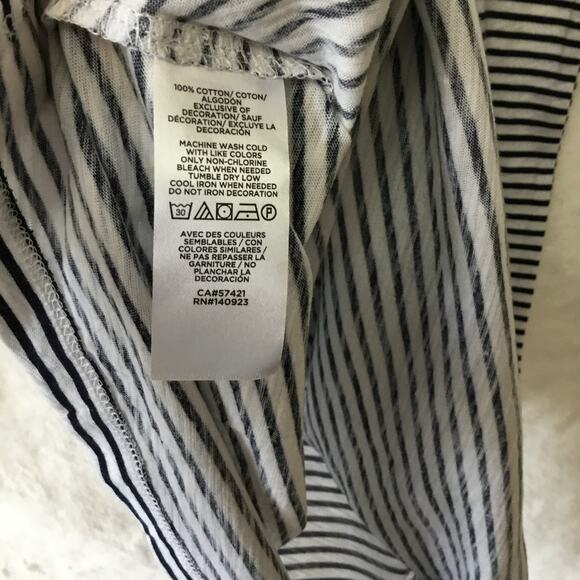 100% COTTON/ COTON/
ALGODÓN
EXCLUSIVE OF
DECORATION/ SAUF
DÉCORATION/ EXCLUYE LA
DECORACIÓN
MACHINE WASH COLD
WITH LIKE COLORS
ONLY NON-CHLORINE
BLEACH WHEN NEEDED
TUMBLE DRY LOW
COOL IRON WHEN NEEDED
DO NOT IRON DECORATION
30 P
AVEC DES COULEURS
SEMBLABLES / CON
COLORES SIMILARES /
NE PAS REPASSER LA
GARNITURE / NO
PLANCHAR LA
DECORACIÓN
CA#57421
RN#140923